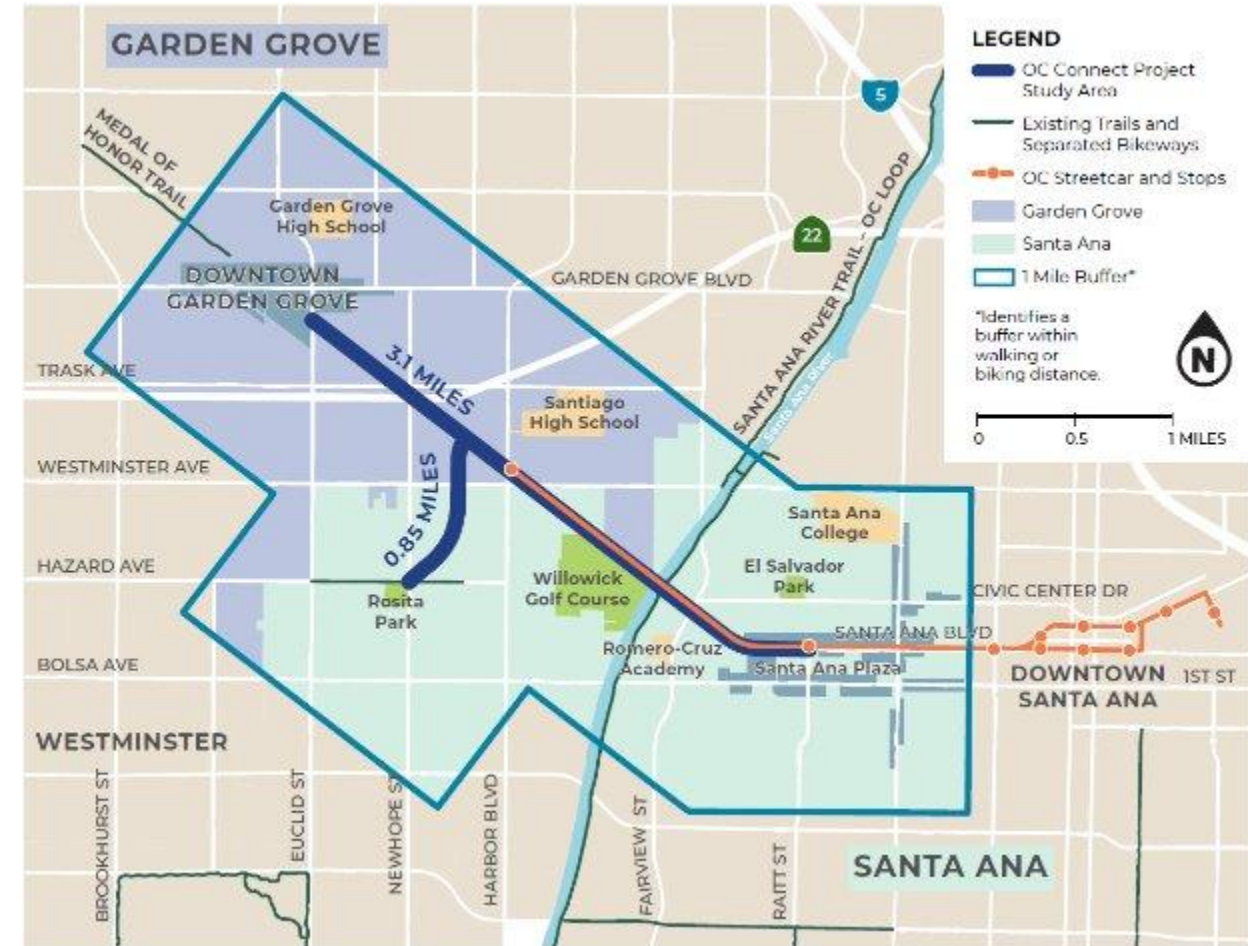 GARDEN GROVE
MEDAL OF
HONOR TRAIL
Garden Grove
High School
DOWNTOWN
GARDEN GROVE
GARDEN GROVE BLVD
5
22
SANTA ANA RIVER TRAIL - OC LOOP
Santa Ana River
TRASK AVE
3.1 MILES
Santiago
High School
WESTMINSTER AVE
0.85 MILES
Santa Ana
College
HAZARD AVE
Rosita
Park
Willowick
Golf Course
El Salvador
Park
CIVIC CENTER DR
SANTA ANA BLVD
Romero-Cruz
Academy
Santa Ana Plaza
BOLSA AVE
DOWNTOWN
SANTA ANA
1ST ST
WESTMINSTER
BROOKHURST ST
EUCLID ST
NEWHOPE ST
HARBOR BLVD
FAIRVIEW ST
RAITT ST
SANTA ANA
LEGEND
OC Connect Project
Study Area
Existing Trails and
Separated Bikeways
OC Streetcar and Stops
Garden Grove
Santa Ana
1 Mile Buffer*
*Identifies a
buffer within
walking or
biking distance.
N
0 0.5 1 MILES